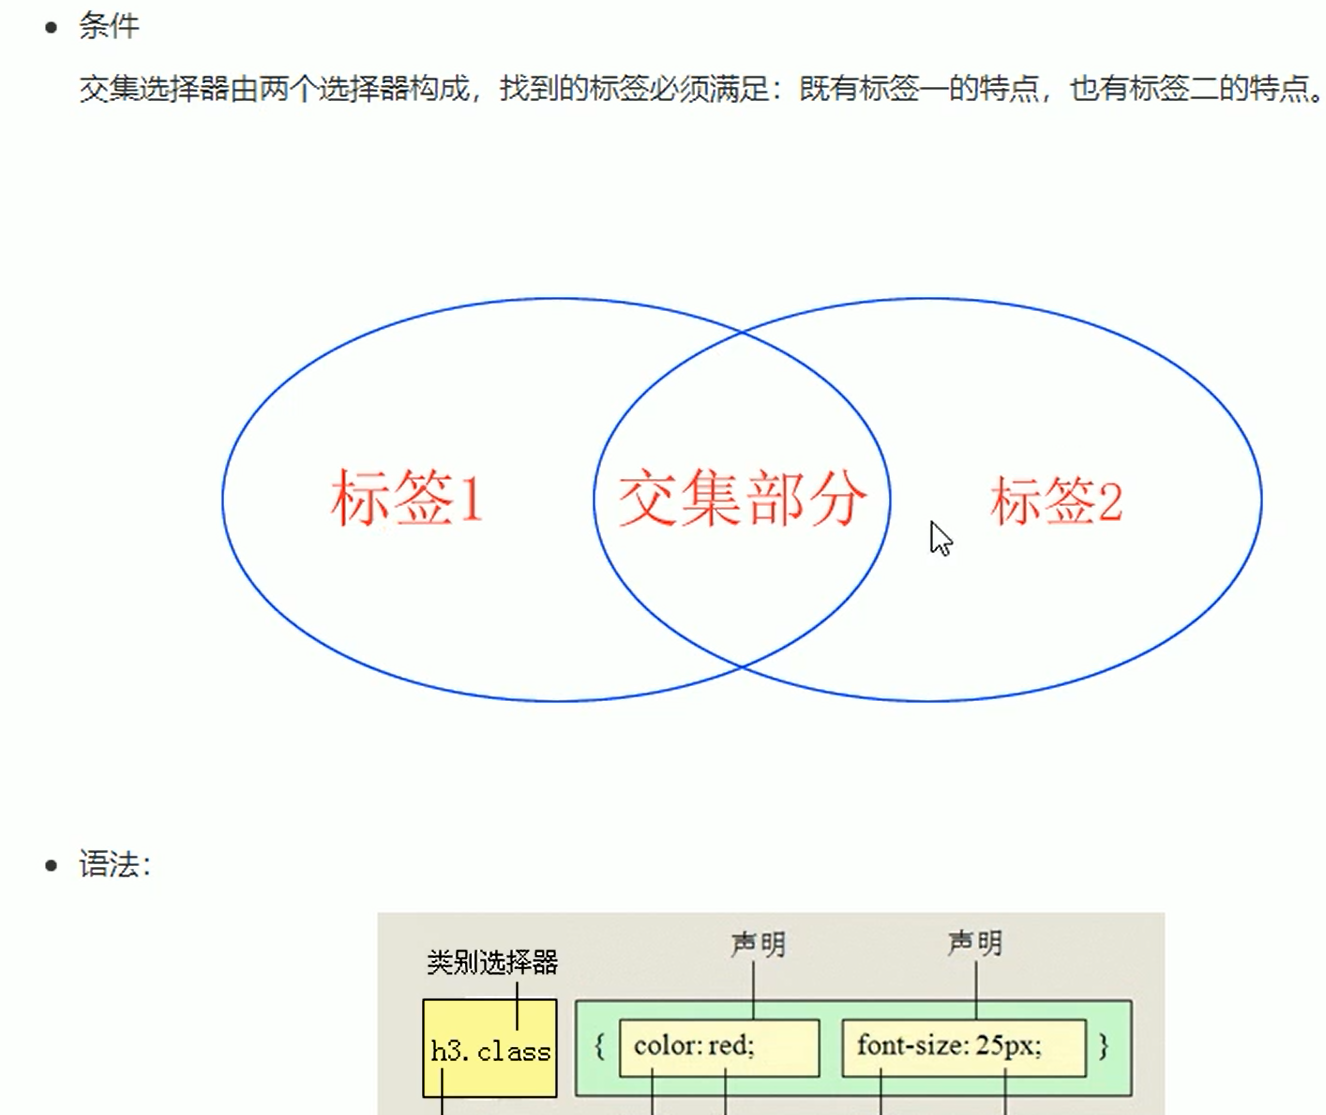 条件
交集选择器由两个选择器构成，找到的标签必须满足：既有标签一的特点，也有标签二的特点。
标签1 交集部分 标签2
语法：
声明 声明
类别选择器
h3.class { color: red; font-size: 25px; }